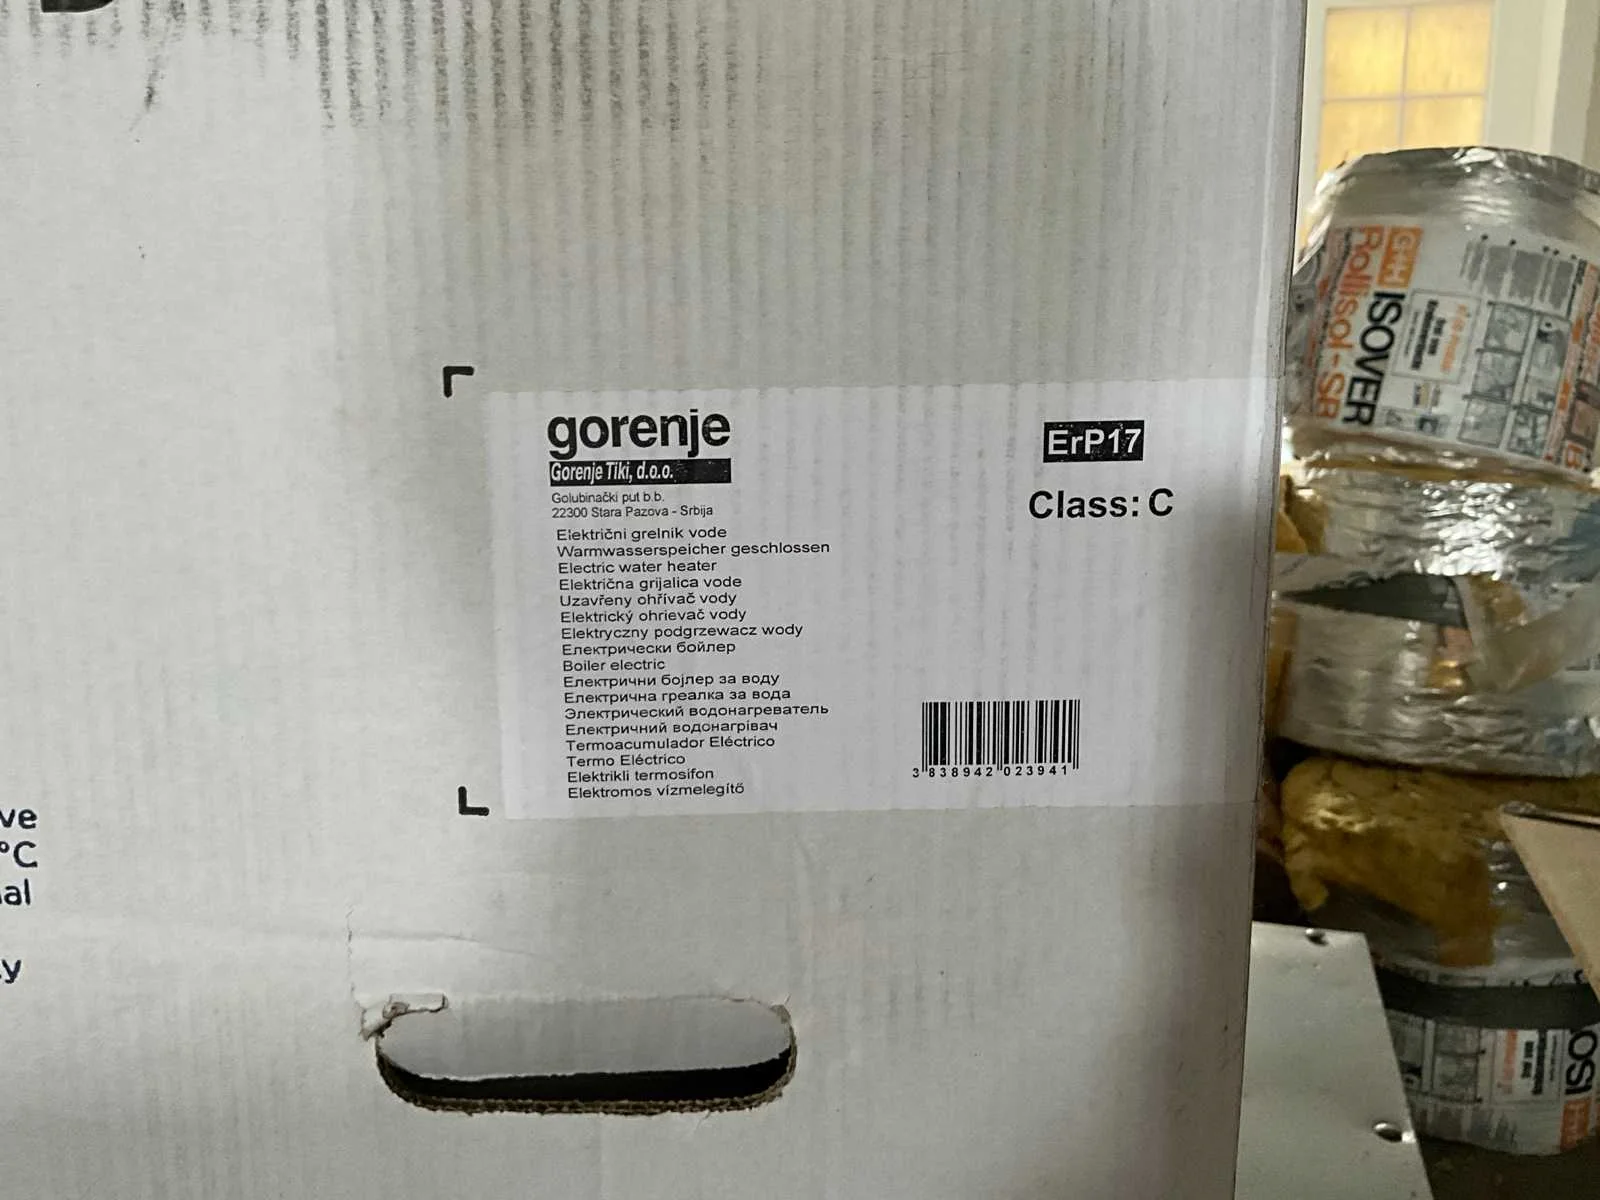 gorenje
Gorenje Tiki, d.o.o.
Golubinački put b.b.
22300 Stara Pazova - Srbija
Električni grelnik vode
Warmwasserspeicher geschlossen
Electric water heater
Električna grijalica vode
Uzavřeny ohřívač vody
Elektrický ohrievač vody
Elektryczny podgrzewacz wody
Електрически бойлер
Boiler electric
Електрични бојлер за воду
Електрична греалка за вода
Электрический водонагреватель
Електричний водонагрівач
Termoacumulador Eléctrico
Termo Eléctrico
Elektrikli termosifon
Elektromos vízmelegítő
ErP17
Class: C
3 838942 023941
ve
°C
al
y
G+H
ISOVER
Rollisol-SR